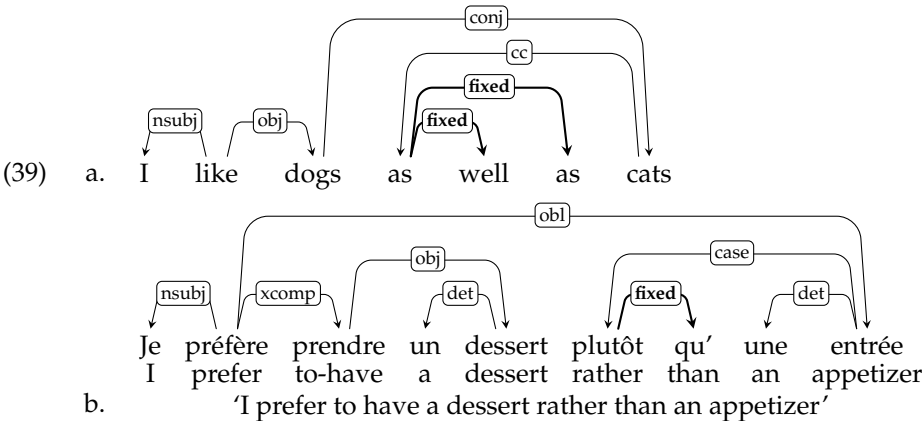 conj
cc
fixed
nsubj obj fixed
(39) a. I like dogs as well as cats
obl
case
obj
nsubj xcomp det fixed det
Je préfère prendre un dessert plutôt qu’ une entrée
I prefer to-have a dessert rather than an appetizer
b. ‘I prefer to have a dessert rather than an appetizer’